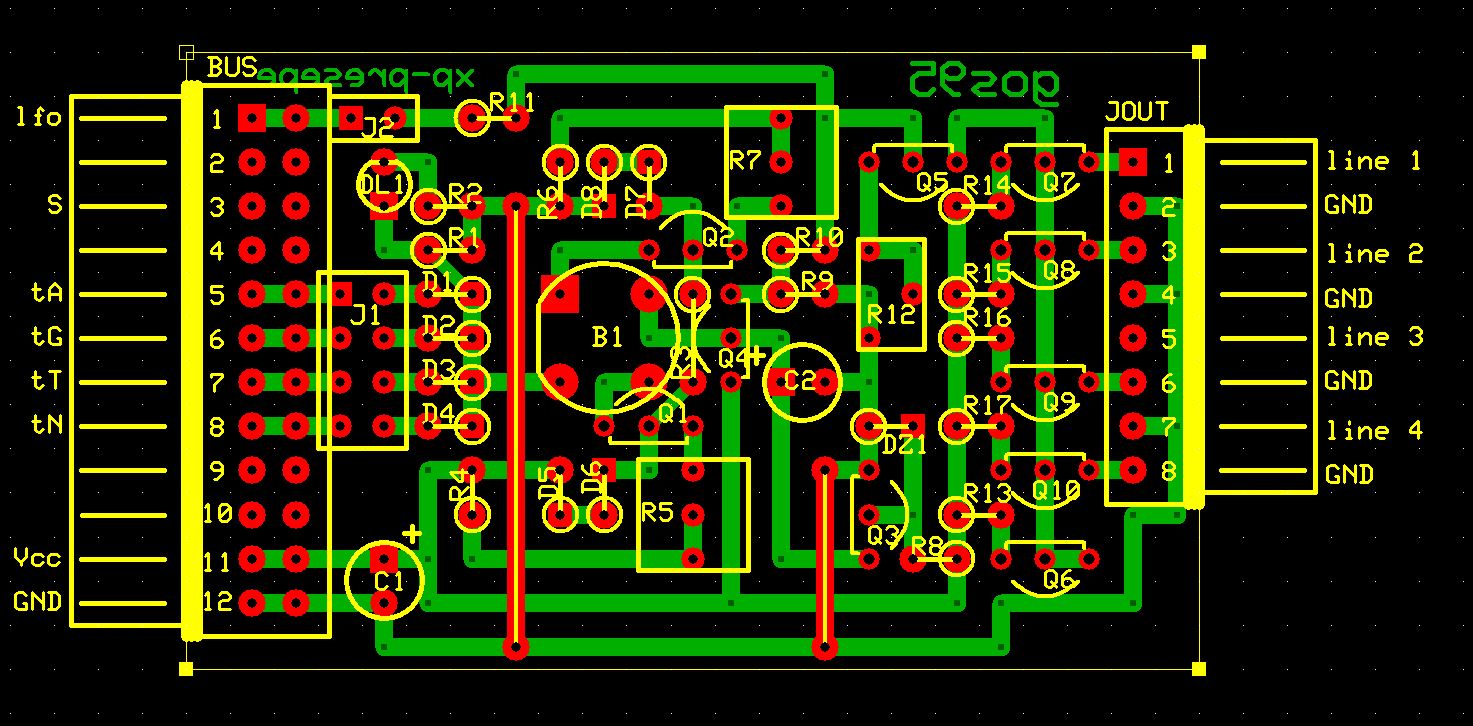 BUS
xp-presepe
gos95
JOUT
lfo
1
J2
R11
2
DL1
R6
D8
D7
R7
Q5
R14
Q7
1
line 1
S
3
R2
2
GND
4
R1
Q2
R10
Q8
3
line 2
tA
5
J1
D1
R9
R12
R15
4
GND
tG
6
D2
B1
R3
Q4
+
R16
5
line 3
tT
7
D3
C2
Q9
6
GND
tN
8
D4
Q1
DZ1
R17
7
line 4
9
R4
D5
D6
Q10
8
GND
10
R5
Q3
R13
+
Vcc
11
C1
R8
Q6
GND
12